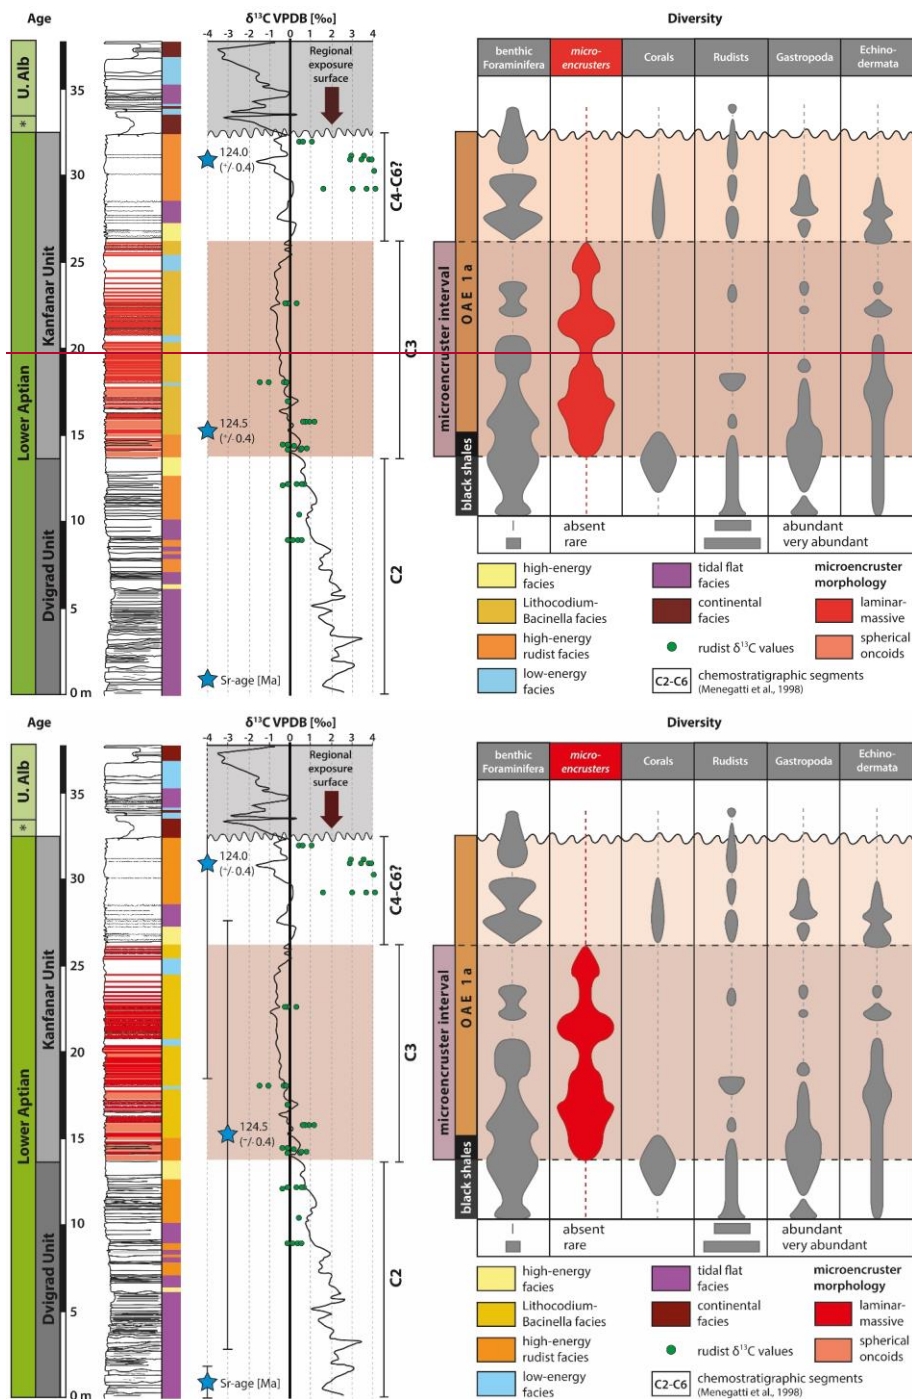 Age
δ¹³C VPDB [‰]
Diversity
-4 -3 -2 -1 0 1 2 3 4
Regional
exposure
surface
benthic
Foraminifera
micro-
encrusters
Corals
Rudists
Gastropoda
Echino-
dermata
U. Alb
*
Lower Aptian
Kanfanar Unit
Dvigrad Unit
35
30
25
20
15
10
5
0 m
124.0
(⁺/- 0.4)
124.5
(⁺/- 0.4)
Sr-age [Ma]
C4-C6?
C3
C2
microencruster interval
OAE 1a
black shales
absent
rare
abundant
very abundant
high-energy
facies
Lithocodium-
Bacinella facies
high-energy
rudist facies
low-energy
facies
tidal flat
facies
continental
facies
rudist δ¹³C values
C2-C6
chemostratigraphic segments
(Menegatti et al., 1998)
microencruster
morphology
laminar-
massive
spherical
oncoids
Age
δ¹³C VPDB [‰]
Diversity
-4 -3 -2 -1 0 1 2 3 4
Regional
exposure
surface
benthic
Foraminifera
micro-
encrusters
Corals
Rudists
Gastropoda
Echino-
dermata
U. Alb
*
Lower Aptian
Kanfanar Unit
Dvigrad Unit
35
30
25
20
15
10
5
0 m
124.0
(⁺/- 0.4)
124.5
(⁻/- 0.4)
Sr-age [Ma]
C4-C6?
C3
C2
microencruster interval
OAE 1a
black shales
absent
rare
abundant
very abundant
high-energy
facies
Lithocodium-
Bacinella facies
high-energy
rudist facies
low-energy
facies
tidal flat
facies
continental
facies
rudist δ¹³C values
C2-C6
chemostratigraphic segments
(Menegatti et al., 1998)
microencruster
morphology
laminar-
massive
spherical
oncoids